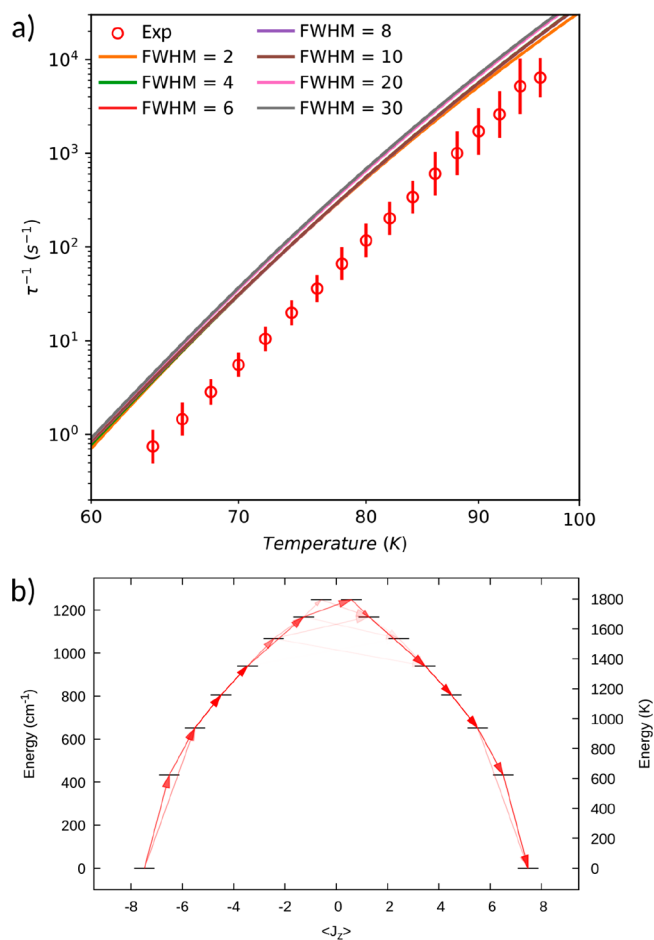 a)
Exp
FWHM = 2
FWHM = 4
FWHM = 6
FWHM = 8
FWHM = 10
FWHM = 20
FWHM = 30
10⁴
10³
10²
10¹
10⁰
τ⁻¹ (s⁻¹)
60 70 80 90 100
Temperature (K)
b)
1200
1000
800
600
400
200
0
Energy (cm⁻¹)
1800
1600
1400
1200
1000
800
600
400
200
0
Energy (K)
-8 -6 -4 -2 0 2 4 6 8
<J_Z>